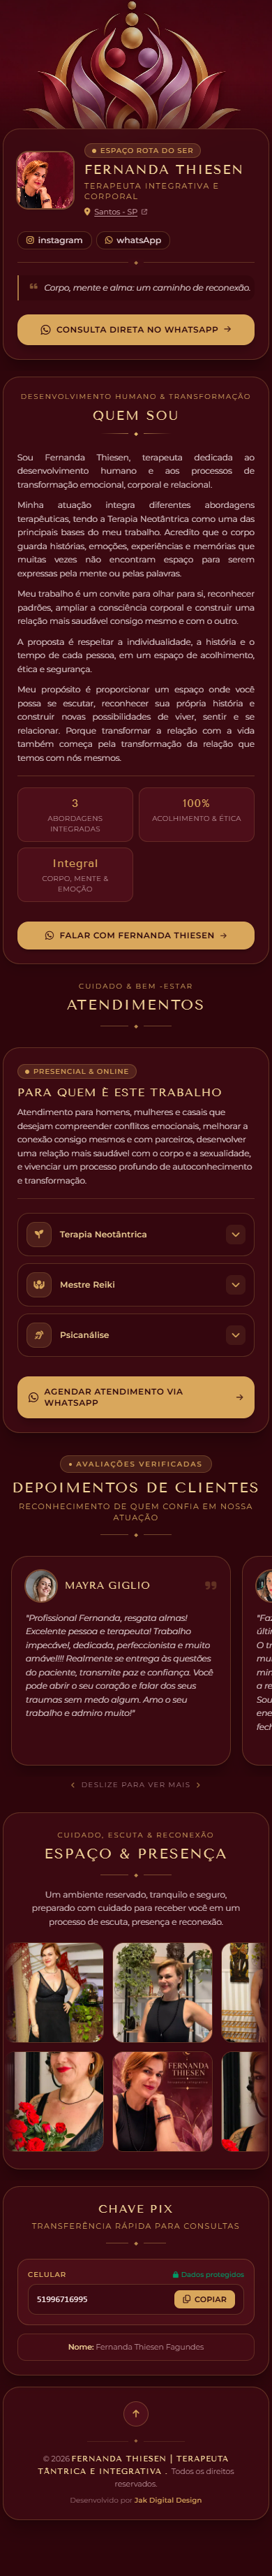 ESPAÇO ROTA DO SER
FERNANDA THIESEN
TERAPEUTA INTEGRATIVA E
CORPORAL
Santos - SP
instagram
whatsApp
Corpo, mente e alma: um caminho de reconexão.
CONSULTA DIRETA NO WHATSAPP →
DESENVOLVIMENTO HUMANO & TRANSFORMAÇÃO
QUEM SOU
Sou Fernanda Thiesen, terapeuta dedicada ao
desenvolvimento humano e aos processos de
transformação emocional, corporal e relacional.
Minha atuação integra diferentes abordagens
terapêuticas, tendo a Terapia Neotântrica como uma das
principais bases do meu trabalho. Acredito que o corpo
guarda histórias, emoções, experiências e memórias que
muitas vezes não encontram espaço para serem
expressas pela mente ou pelas palavras.
Meu trabalho é um convite para olhar para si, reconhecer
padrões, ampliar a consciência corporal e construir uma
relação mais saudável consigo mesmo e com o outro.
A proposta é respeitar a individualidade, a história e o
tempo de cada pessoa, em um espaço de acolhimento,
ética e segurança.
Meu propósito é proporcionar um espaço onde você
possa se escutar, reconhecer sua própria história e
construir novas possibilidades de viver, sentir e se
relacionar. Porque transformar a relação com a vida
também começa pela transformação da relação que
temos com nós mesmos.
3
ABORDAGENS
INTEGRADAS
100%
ACOLHIMENTO & ÉTICA
Integral
CORPO, MENTE &
EMOÇÃO
FALAR COM FERNANDA THIESEN →
CUIDADO & BEM -ESTAR
ATENDIMENTOS
PRESENCIAL & ONLINE
PARA QUEM È ESTE TRABALHO
Atendimento para homens, mulheres e casais que
desejam compreender conflitos emocionais, melhorar a
conexão consigo mesmos e com parceiros, desenvolver
uma relação mais saudável com o corpo e a sexualidade,
e vivenciar um processo profundo de autoconhecimento
e transformação.
Terapia Neotântrica
Mestre Reiki
Psicanálise
AGENDAR ATENDIMENTO VIA
WHATSAPP →
• AVALIAÇÕES VERIFICADAS
DEPOIMENTOS DE CLIENTES
RECONHECIMENTO DE QUEM CONFIA EM NOSSA
ATUAÇÃO
MAYRA GIGLIO
"Profissional Fernanda, resgata almas!
Excelente pessoa e terapeuta! Trabalho
impecável, dedicada, perfeccionista e muito
amável!!! Realmente se entrega às questões
do paciente, transmite paz e confiança. Você
pode abrir o seu coração e falar dos seus
traumas sem medo algum. Amo o seu
trabalho e admiro muito!"
DESLIZE PARA VER MAIS
CUIDADO, ESCUTA & RECONEXÃO
ESPAÇO & PRESENÇA
Um ambiente reservado, tranquilo e seguro,
preparado com cuidado para receber você em um
processo de escuta, presença e reconexão.
FERNANDA
THIESEN
CHAVE PIX
TRANSFERÊNCIA RÁPIDA PARA CONSULTAS
CELULAR
Dados protegidos
51996716995
COPIAR
Nome: Fernanda Thiesen Fagundes
© 2026 FERNANDA THIESEN | TERAPEUTA
TÂNTRICA E INTEGRATIVA . Todos os direitos
reservados.
Desenvolvido por Jak Digital Design